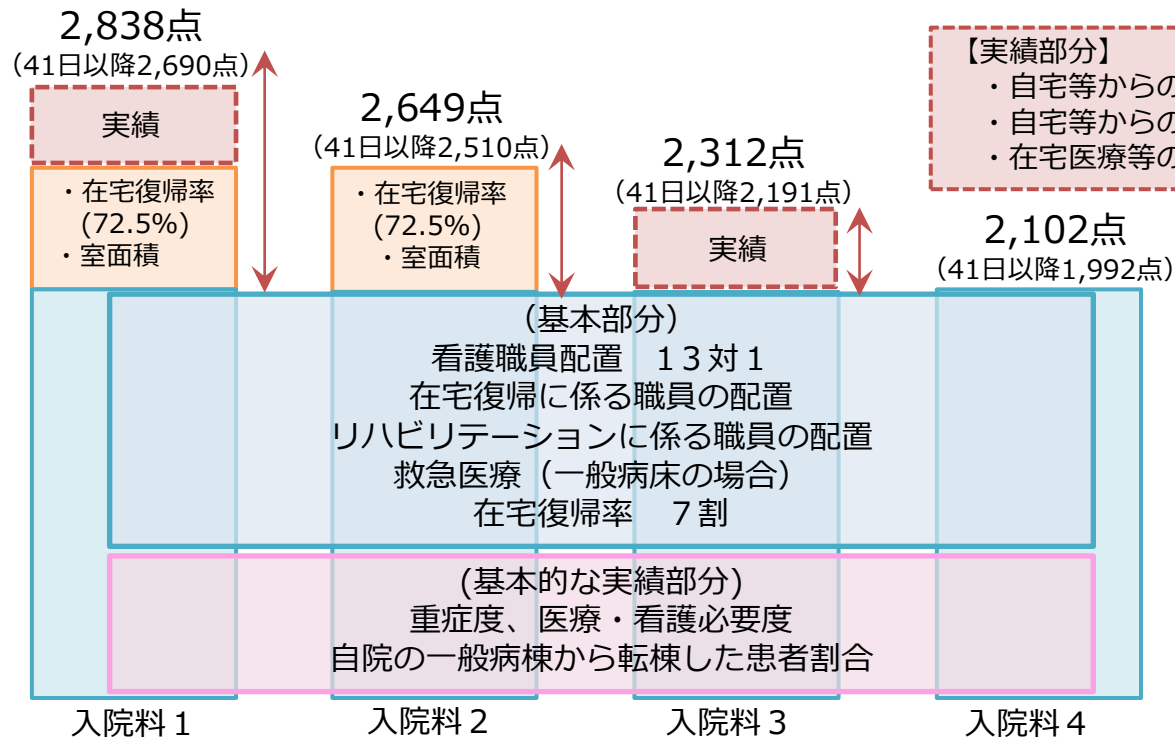 2,838点
(41日以降2,690点)
実績
・在宅復帰率
(72.5%)
・室面積
2,649点
(41日以降2,510点)
・在宅復帰率
(72.5%)
・室面積
2,312点
(41日以降2,191点)
実績
【実績部分】
・自宅等からの
・自宅等からの
・在宅医療等の
2,102点
(41日以降1,992点)
(基本部分)
看護職員配置　１３対１
在宅復帰に係る職員の配置
リハビリテーションに係る職員の配置
救急医療（一般病床の場合）
在宅復帰率　７割
(基本的な実績部分)
重症度、医療・看護必要度
自院の一般病棟から転棟した患者割合
入院料１
入院料２
入院料３
入院料４